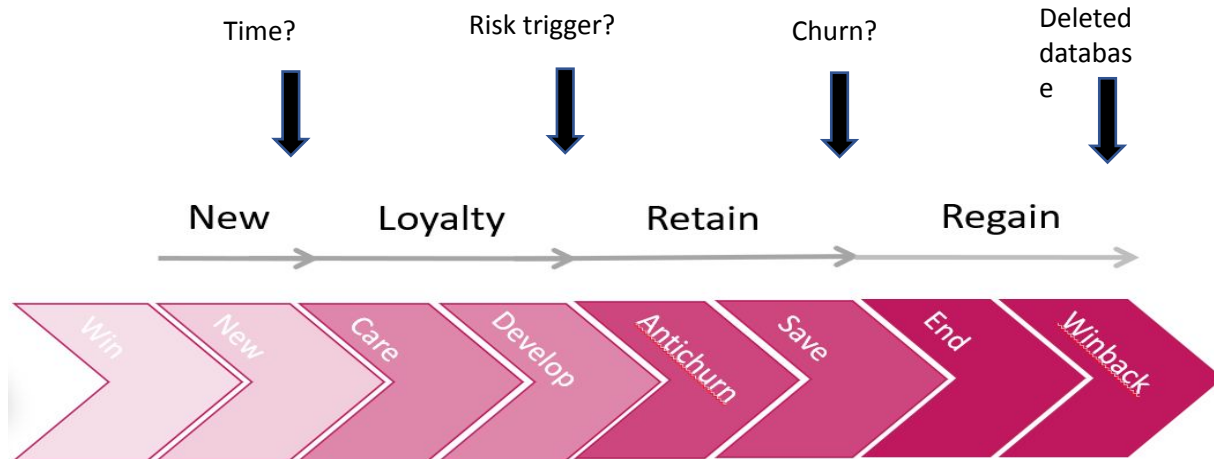 Time?
Risk trigger?
Churn?
Deleted
databas
e
New
Loyalty
Retain
Regain
Win
New
Care
Develop
Antichurn
Save
End
Winback